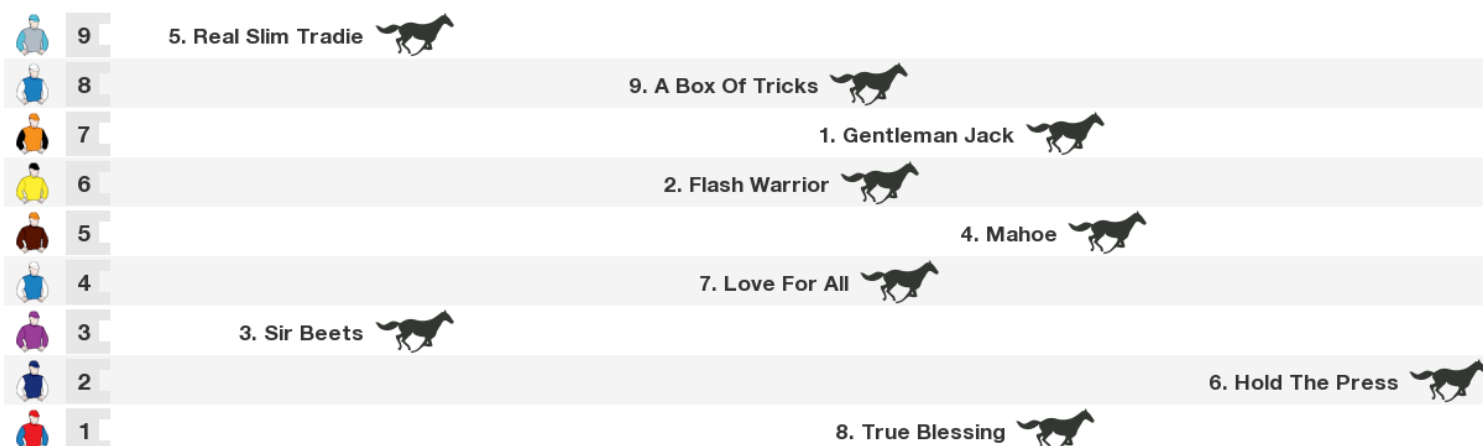 9 5. Real Slim Tradie
8 9. A Box Of Tricks
7 1. Gentleman Jack
6 2. Flash Warrior
5 4. Mahoe
4 7. Love For All
3 3. Sir Beets
2 6. Hold The Press
1 8. True Blessing